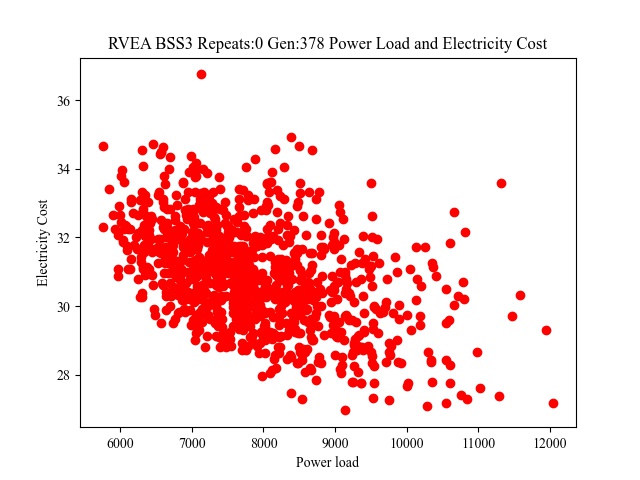 RVEA BSS3 Repeats:0 Gen:378 Power Load and Electricity Cost
36
34
32
30
28
Electricity Cost
6000 7000 8000 9000 10000 11000 12000
Power load